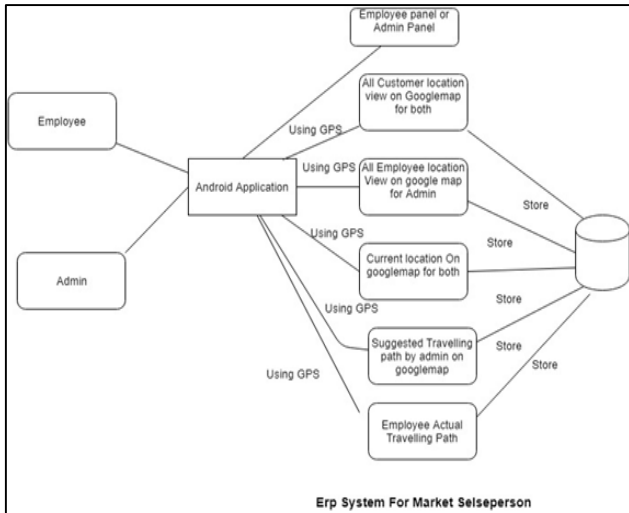 Employee panel or
Admin Panel
All Customer location
view on Googlemap
for both
Employee
Using GPS
Using GPS
Android Application
All Employee location
View on google map
for Admin
Store
Using GPS
Store
Admin
Current location On
googlemap for both
Using GPS
Store
Suggested Travelling
path by admin on
googlemap
Store
Using GPS
Store
Employee Actual
Travelling Path
Erp System For Market Selseperson